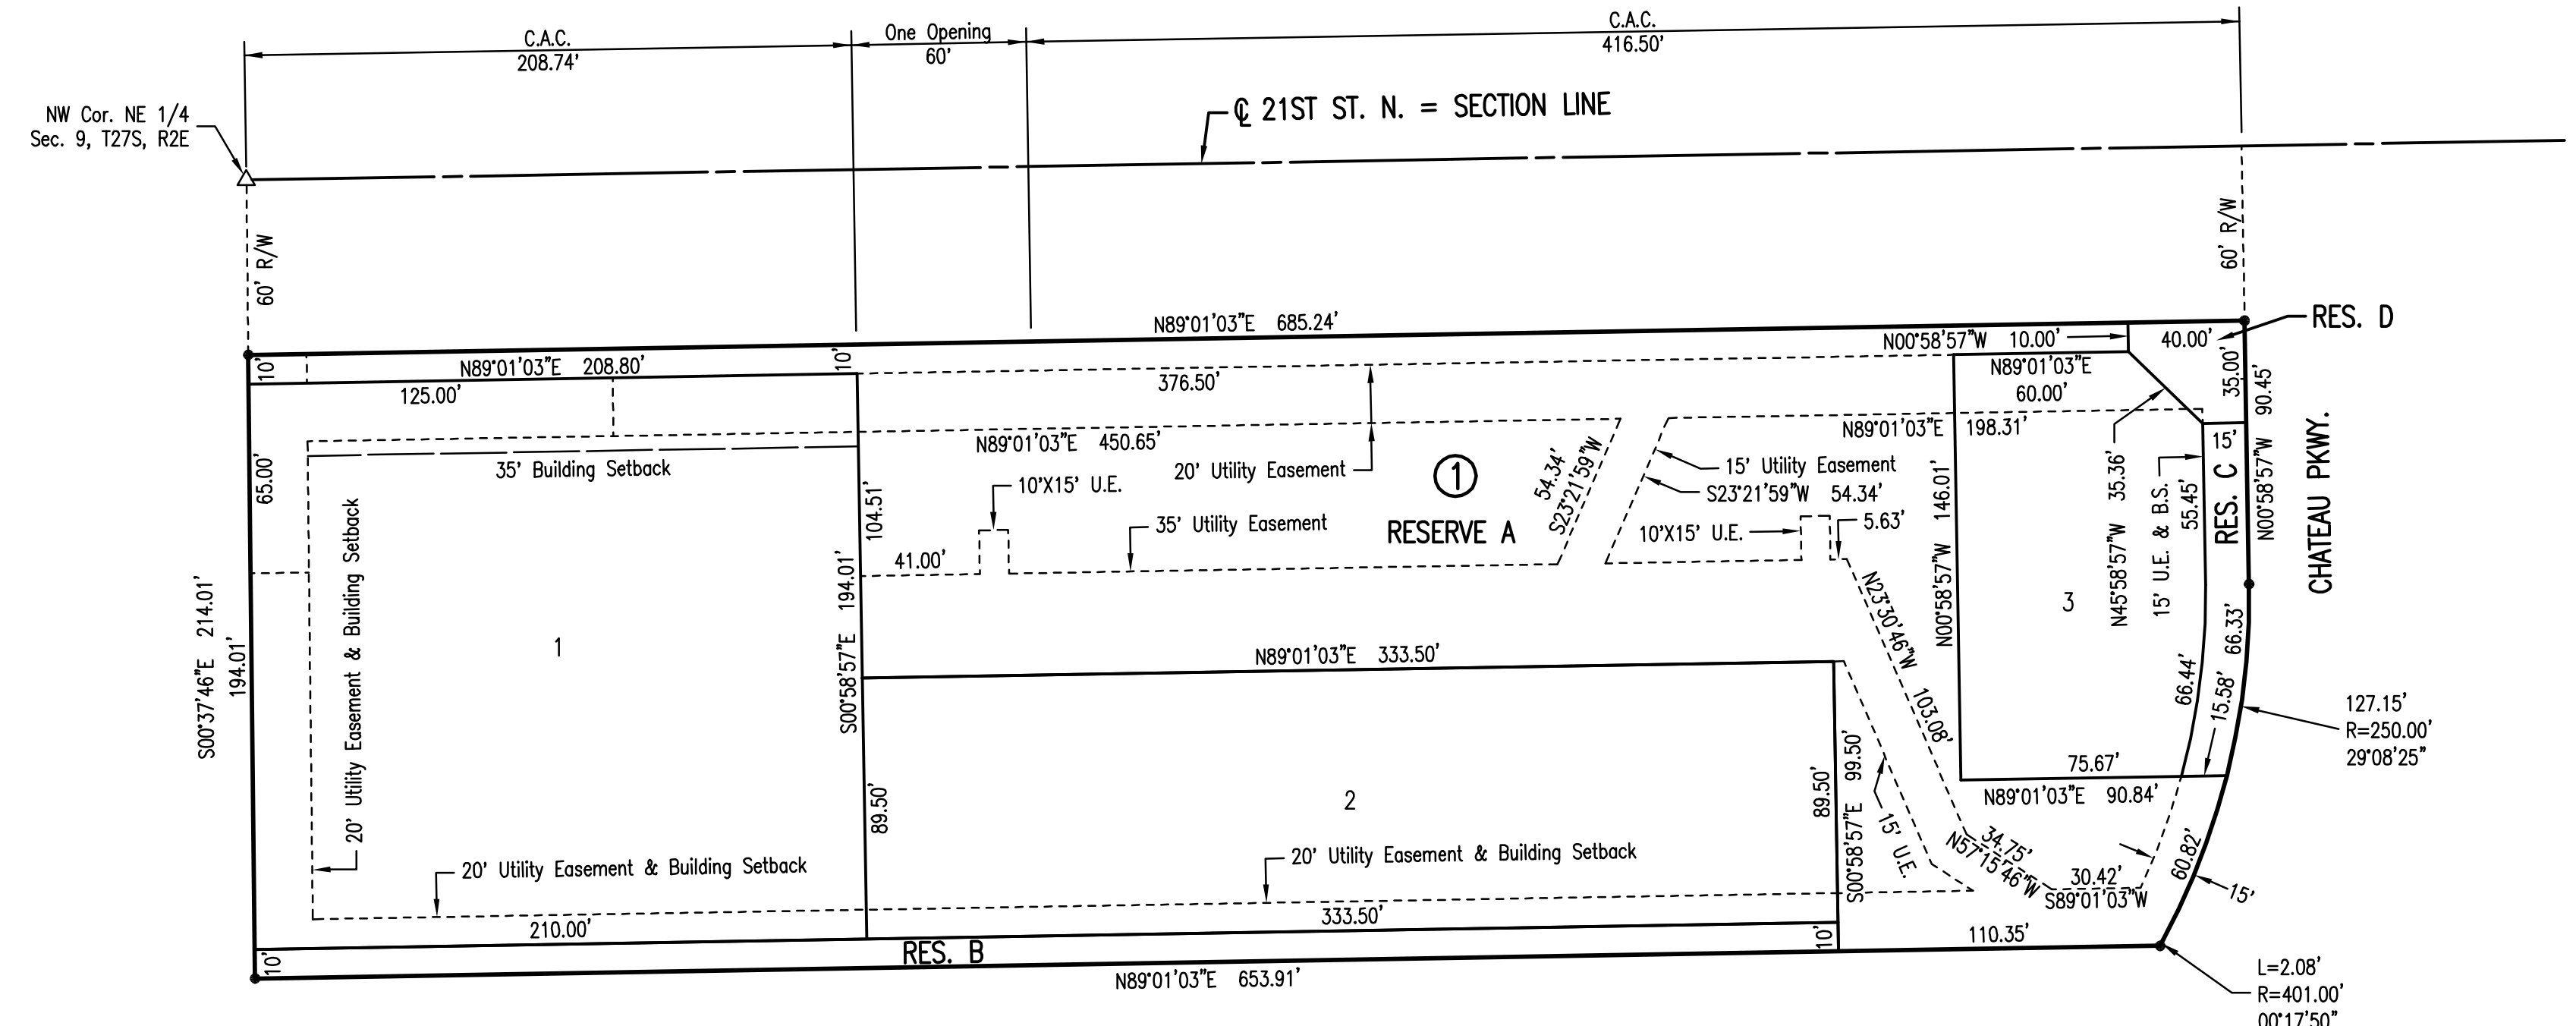 C.A.C.
208.74'
One Opening
60'
C.A.C.
416.50'
NW Cor. NE 1/4
Sec. 9, T27S, R2E
℄ 21ST ST. N. = SECTION LINE
60' R/W
60' R/W
N89°01'03"E 685.24'
RES. D
10'
N89°01'03"E 208.80'
10'
N00°58'57"W 10.00'
40.00'
125.00'
376.50'
N89°01'03"E
60.00'
35.00'
N00°58'57"W 90.45'
CHATEAU PKWY.
65.00'
35' Building Setback
N89°01'03"E 450.65'
20' Utility Easement
1
54.34'
S23°21'59"W
N89°01'03"E 198.31'
15' Utility Easement
S23°21'59"W 54.34'
15'
10'X15' U.E.
104.51'
35' Utility Easement
RESERVE A
10'X15' U.E.
5.63'
N00°58'57"W 146.01'
N45°58'57"W 35.36'
15' U.E. & B.S.
55.45'
RES. C
41.00'
20' Utility Easement & Building Setback
S00°37'46"E 214.01'
194.01'
1
S00°58'57"E 194.01'
N89°01'03"E 333.50'
N23°30'46"W 103.08'
3
66.44'
66.33'
15.58'
127.15'
R=250.00'
29°08'25"
75.67'
N89°01'03"E 90.84'
89.50'
2
89.50'
S00°58'57"E 99.50'
15' U.E.
34.75'
N57°15'46"W
30.42'
S89°01'03"W
60.82'
15'
20' Utility Easement & Building Setback
20' Utility Easement & Building Setback
210.00'
333.50'
110.35'
10'
RES. B
10'
N89°01'03"E 653.91'
L=2.08'
R=401.00'
00°17'50"